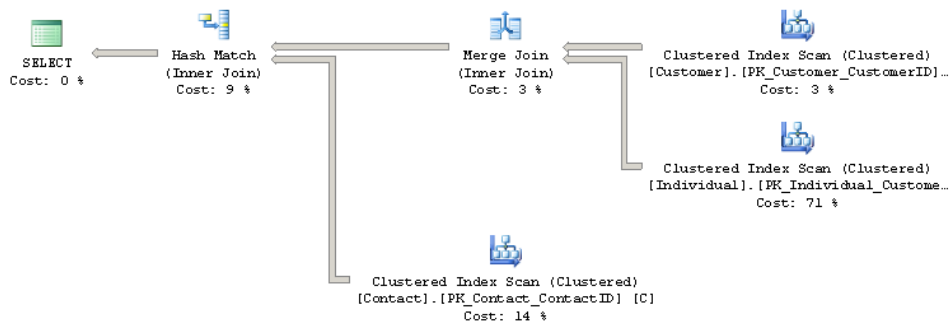 SELECT
Cost: 0 %
Hash Match
(Inner Join)
Cost: 9 %
Merge Join
(Inner Join)
Cost: 3 %
Clustered Index Scan (Clustered)
[Customer].[PK_Customer_CustomerID]…
Cost: 3 %
Clustered Index Scan (Clustered)
[Individual].[PK_Individual_Custome…
Cost: 71 %
Clustered Index Scan (Clustered)
[Contact].[PK_Contact_ContactID] [C]
Cost: 14 %